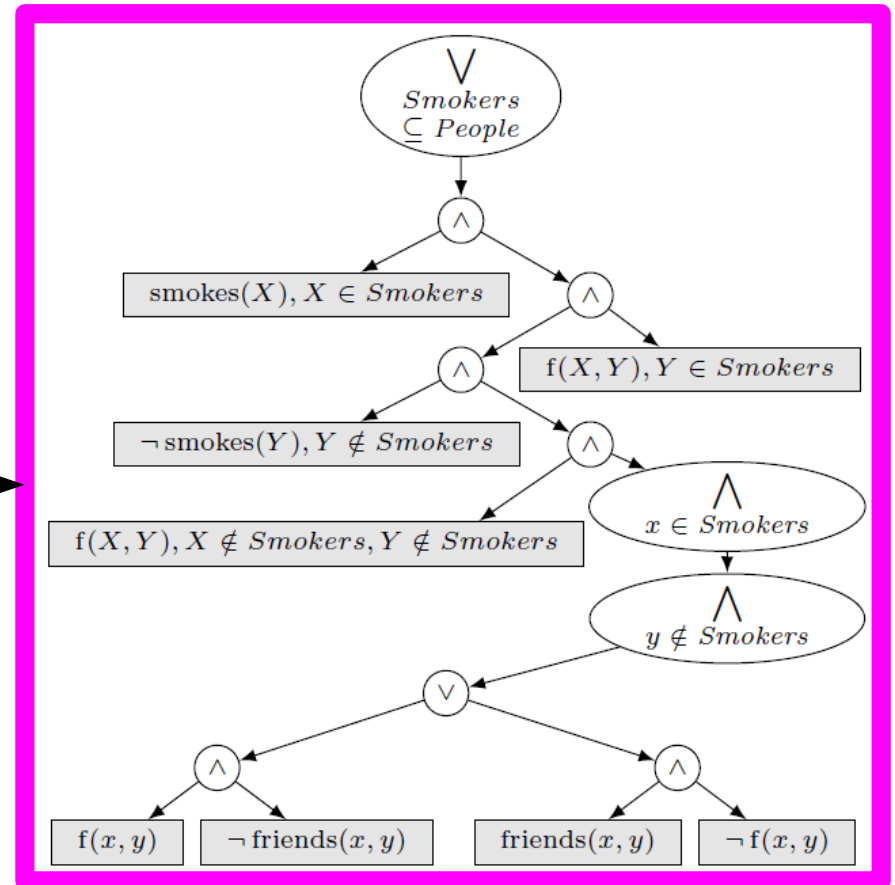 ⋁
Smokers
⊆ People
∧
smokes(X), X ∈ Smokers
∧
∧
f(X, Y), Y ∈ Smokers
¬ smokes(Y), Y ∉ Smokers
∧
⋀
x ∈ Smokers
f(X, Y), X ∉ Smokers, Y ∉ Smokers
⋀
y ∉ Smokers
∨
∧
∧
f(x, y)
¬ friends(x, y)
friends(x, y)
¬ f(x, y)